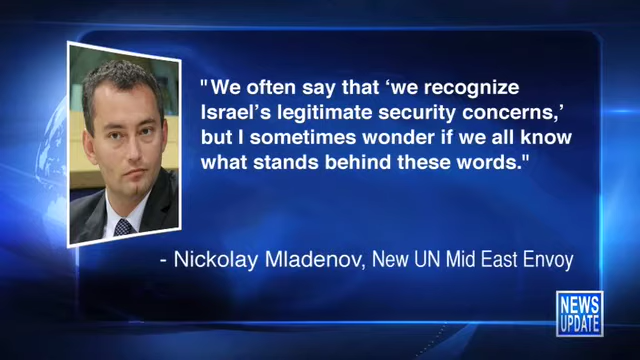 "We often say that ‘we recognize
Israel’s legitimate security concerns,’
but I sometimes wonder if we all know
what stands behind these words."
- Nickolay Mladenov, New UN Mid East Envoy
NEWS
UPDATE